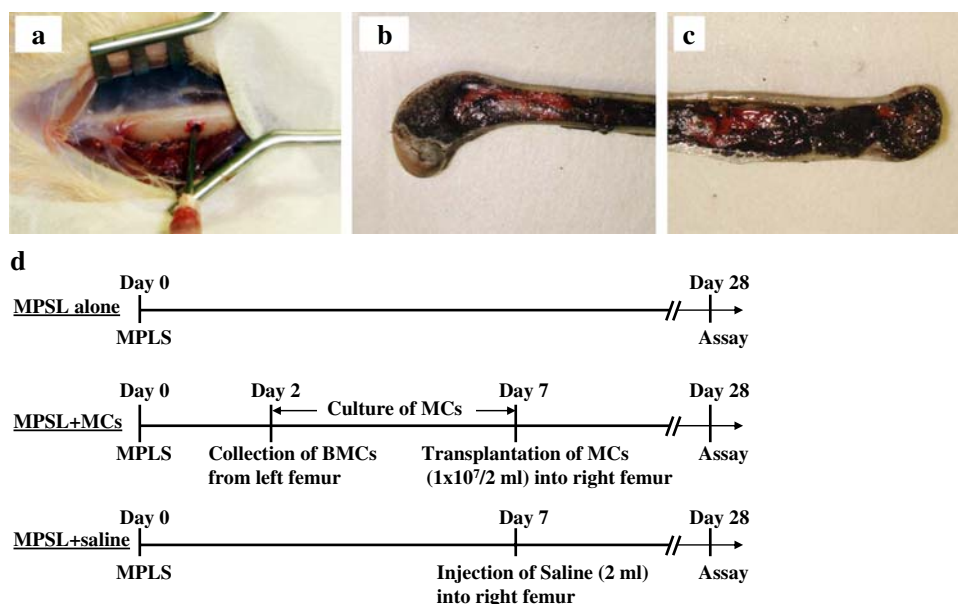 a
b
c
d
Day 0
Day 28
MPSL alone
MPLS
Assay
Day 0
Day 2
Day 7
Day 28
Culture of MCs
MPSL+MCs
MPLS
Collection of BMCs
from left femur
Transplantation of MCs
(1x10⁷/2 ml) into right femur
Assay
Day 0
Day 7
Day 28
MPSL+saline
MPLS
Injection of Saline (2 ml)
into right femur
Assay